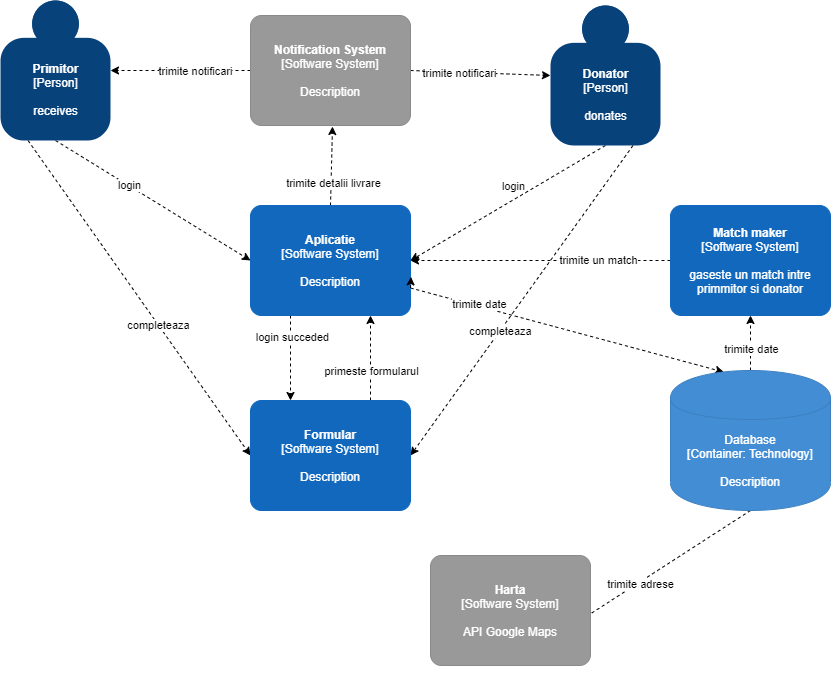 Primitor
[Person]
receives
Notification System
[Software System]
Description
Donator
[Person]
donates
trimite notificari
trimite notificari
trimite detalii livrare
login
login
Aplicatie
[Software System]
Description
Match maker
[Software System]
gaseste un match intre
primmitor si donator
trimite un match
trimite date
completeaza
completeaza
login succeded
primeste formularul
trimite date
Formular
[Software System]
Description
Database
[Container: Technology]
Description
trimite adrese
Harta
[Software System]
API Google Maps